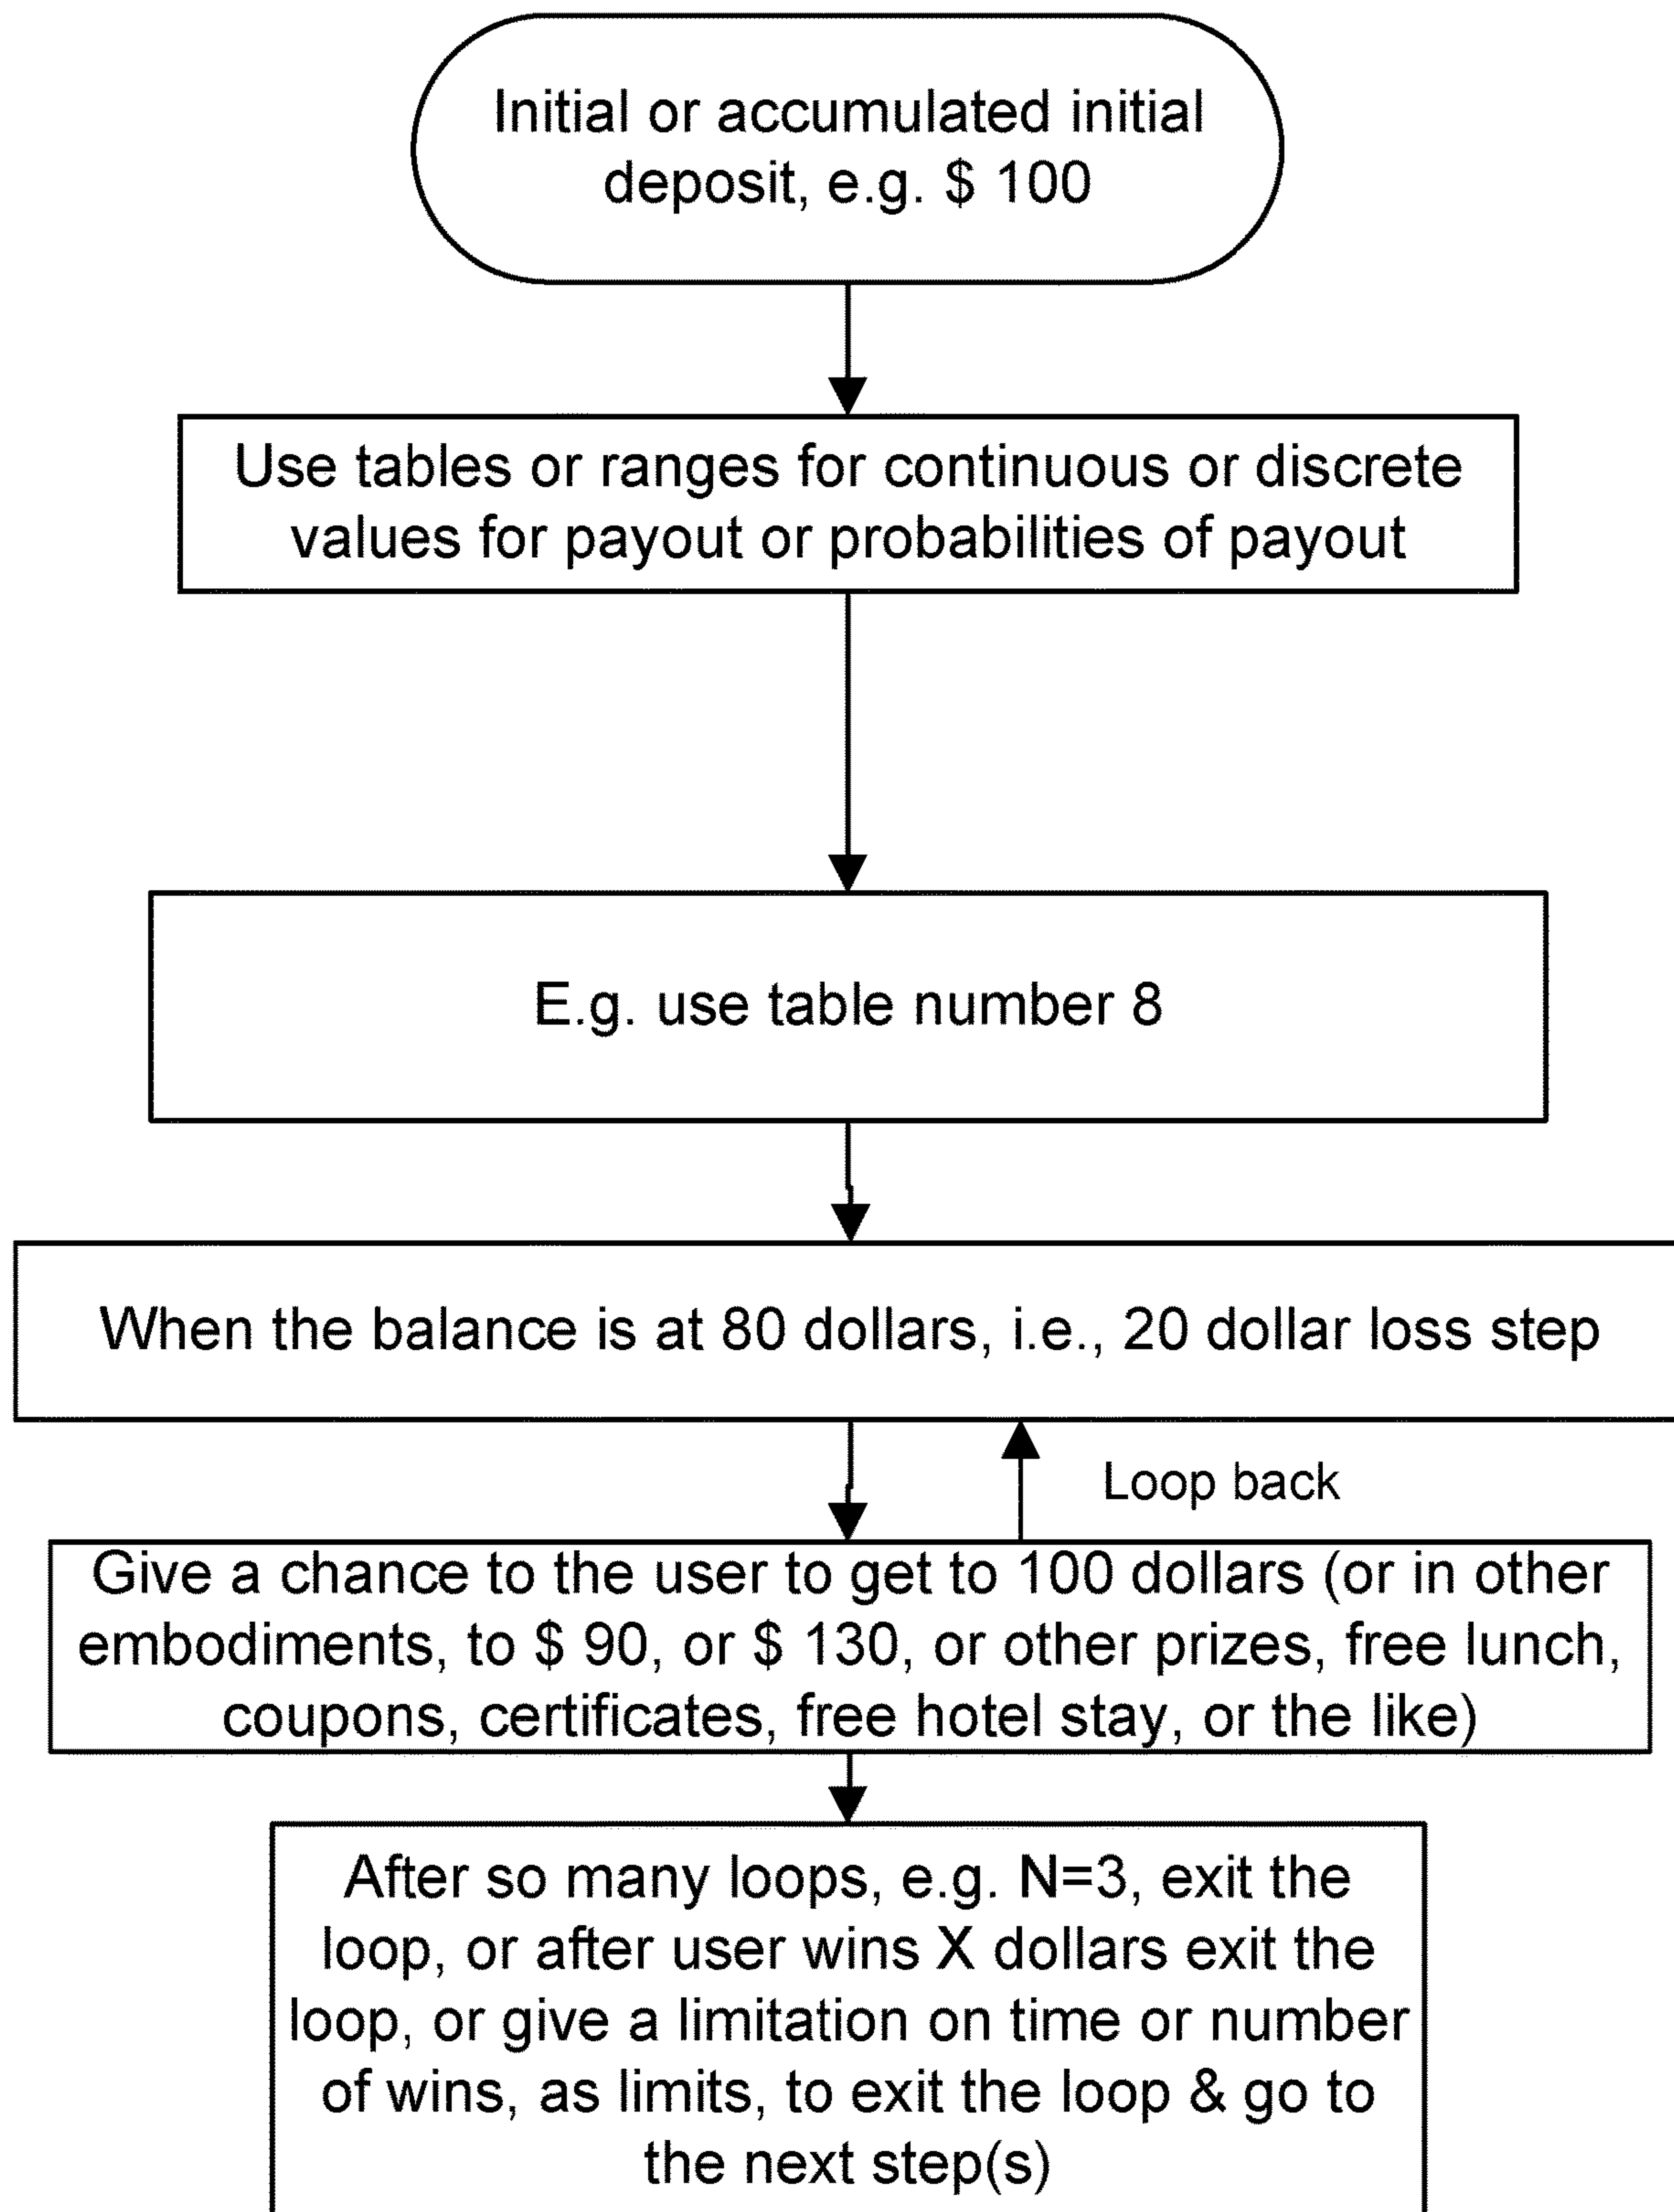 Initial or accumulated initial
deposit, e.g. $ 100
Use tables or ranges for continuous or discrete
values for payout or probabilities of payout
E.g. use table number 8
When the balance is at 80 dollars, i.e., 20 dollar loss step
Loop back
Give a chance to the user to get to 100 dollars (or in other
embodiments, to $ 90, or $ 130, or other prizes, free lunch,
coupons, certificates, free hotel stay, or the like)
After so many loops, e.g. N=3, exit the
loop, or after user wins X dollars exit the
loop, or give a limitation on time or number
of wins, as limits, to exit the loop & go to
the next step(s)